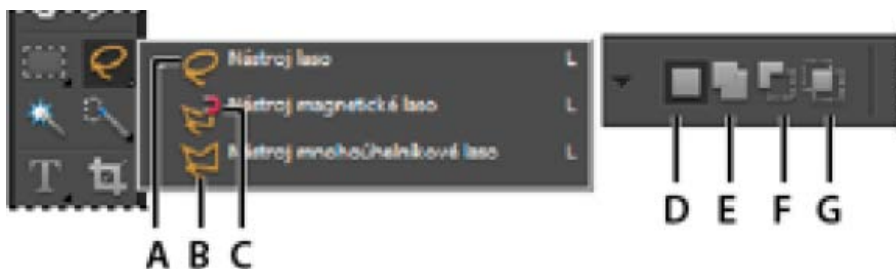 Nástroj laso L
Nástroj magnetické laso L
Nástroj mnohoúhelníkové laso L
T
A B C
D E F G